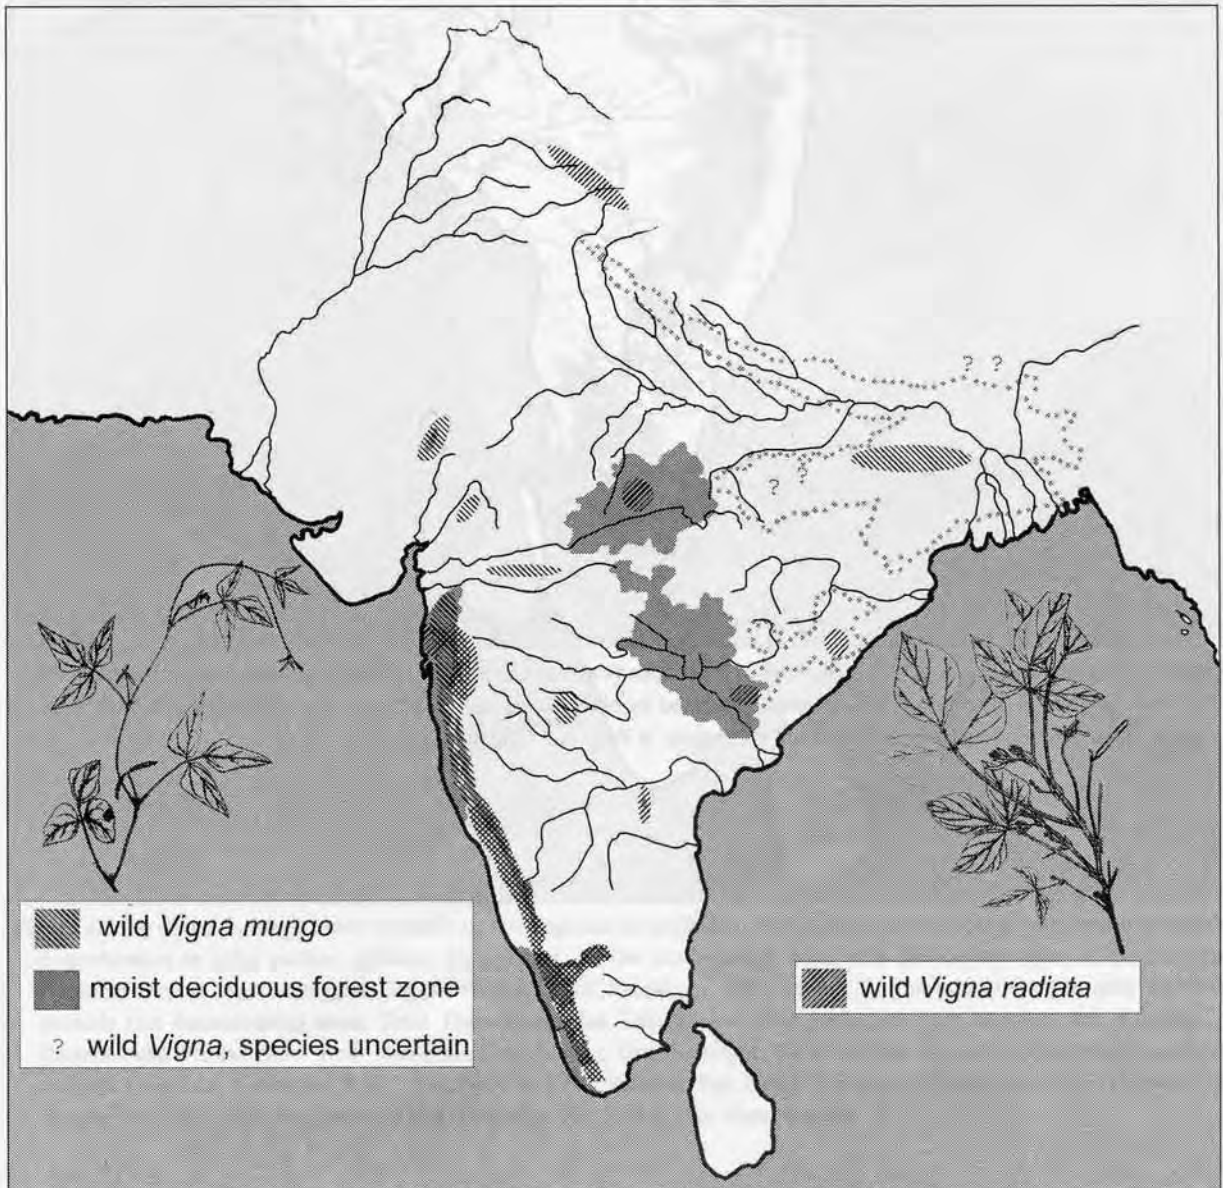 ? ?
? ?
wild Vigna mungo
moist deciduous forest zone
? wild Vigna, species uncertain
wild Vigna radiata